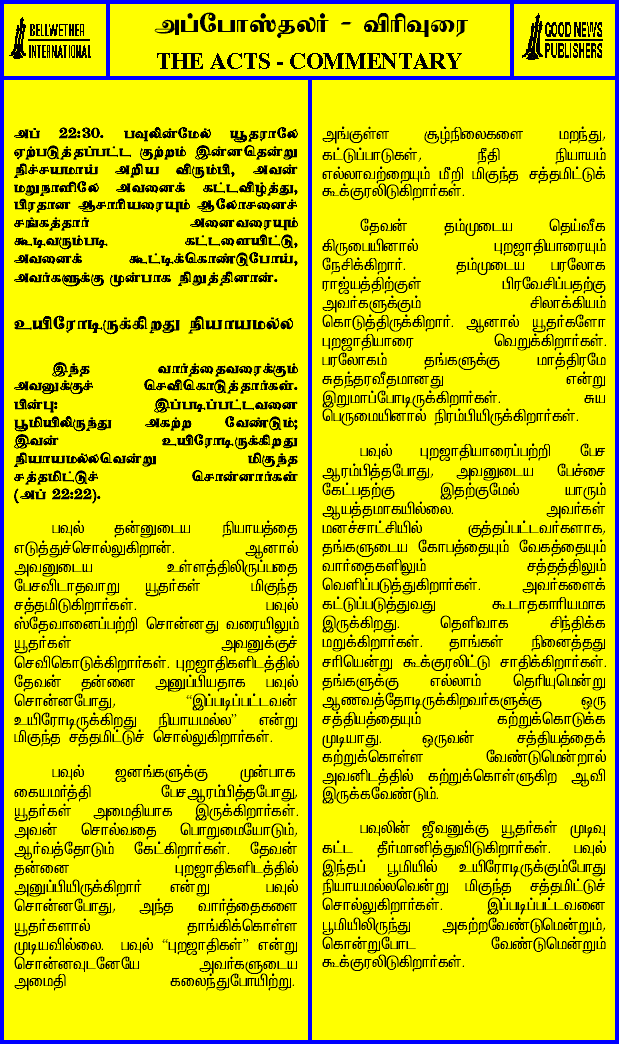 BELLWETHER
INTERNATIONAL
அப்போஸ்தலர் - விரிவுரை
THE ACTS - COMMENTARY
GOOD NEWS
PUBLISHERS
அப் 22:30. பவுலின்மேல் யூதராலே
ஏற்படுத்தப்பட்ட குற்றம் இன்னதென்று
நிச்சயமாய் அறிய விரும்பி, அவன்
மறுநாளிலே அவனைக் கட்டவிழ்த்து,
பிரதான ஆசாரியரையும் ஆலோசனைச்
சங்கத்தார் அனைவரையும்
கூடிவரும்படி கட்டளையிட்டு,
அவனைக் கூட்டிக்கொண்டுபோய்,
அவர்களுக்கு முன்பாக நிறுத்தினான்.
உயிரோடிருக்கிறது நியாயமல்ல
இந்த வார்த்தைவரைக்கும்
அவனுக்குச் செவிகொடுத்தார்கள்.
பின்பு: இப்படிப்பட்டவனை
பூமியிலிருந்து அகற்ற வேண்டும்;
இவன் உயிரோடிருக்கிறது
நியாயமல்லவென்று மிகுந்த
சத்தமிட்டுச் சொன்னார்கள்
(அப் 22:22).
பவுல் தன்னுடைய நியாயத்தை
எடுத்துச்சொல்லுகிறான். ஆனால்
அவனுடைய உள்ளத்திலிருப்பதை
பேசவிடாதவாறு யூதர்கள் மிகுந்த
சத்தமிடுகிறார்கள். பவுல்
ஸ்தேவானைப்பற்றி சொன்னது வரையிலும்
யூதர்கள் அவனுக்குச்
செவிகொடுக்கிறார்கள். புறஜாதிகளிடத்தில்
தேவன் தன்னை அனுப்பியதாக பவுல்
சொன்னபோது, “இப்படிப்பட்டவன்
உயிரோடிருக்கிறது நியாயமல்ல” என்று
மிகுந்த சத்தமிட்டுச் சொல்லுகிறார்கள்.
பவுல் ஜனங்களுக்கு முன்பாக
கையமர்த்தி பேசஆரம்பித்தபோது,
யூதர்கள் அமைதியாக இருக்கிறார்கள்.
அவன் சொல்வதை பொறுமையோடும்,
ஆர்வத்தோடும் கேட்கிறார்கள். தேவன்
தன்னை புறஜாதிகளிடத்தில்
அனுப்பியிருக்கிறார் என்று பவுல்
சொன்னபோது, அந்த வார்த்தைகளை
யூதர்களால் தாங்கிக்கொள்ள
முடியவில்லை. பவுல் “புறஜாதிகள்” என்று
சொன்னவுடனேயே அவர்களுடைய
அமைதி கலைந்துபோயிற்று.
அங்குள்ள சூழ்நிலைகளை மறந்து,
கட்டுப்பாடுகள், நீதி நியாயம்
எல்லாவற்றையும் மீறி மிகுந்த சத்தமிட்டுக்
கூக்குரலிடுகிறார்கள்.
தேவன் தம்முடைய தெய்வீக
கிருபையினால் புறஜாதியாரையும்
நேசிக்கிறார். தம்முடைய பரலோக
ராஜ்யத்திற்குள் பிரவேசிப்பதற்கு
அவர்களுக்கும் சிலாக்கியம்
கொடுத்திருக்கிறார். ஆனால் யூதர்களோ
புறஜாதியாரை வெறுக்கிறார்கள்.
பரலோகம் தங்களுக்கு மாத்திரமே
சுதந்தரவீதமானது என்று
இறுமாப்போடிருக்கிறார்கள். சுய
பெருமையினால் நிரம்பியிருக்கிறார்கள்.
பவுல் புறஜாதியாரைப்பற்றி பேச
ஆரம்பித்தபோது, அவனுடைய பேச்சை
கேட்பதற்கு இதற்குமேல் யாரும்
ஆயத்தமாகயில்லை. அவர்கள்
மனச்சாட்சியில் குத்தப்பட்டவர்களாக,
தங்களுடைய கோபத்தையும் வேகத்தையும்
வார்தைகளிலும் சத்தத்திலும்
வெளிப்படுத்துகிறார்கள். அவர்களைக்
கட்டுப்படுத்துவது கூடாதகாரியமாக
இருக்கிறது. தெளிவாக சிந்திக்க
மறுக்கிறார்கள். தாங்கள் நினைத்தது
சரியென்று கூக்குரலிட்டு சாதிக்கிறார்கள்.
தங்களுக்கு எல்லாம் தெரியுமென்று
ஆணவத்தோடிருக்கிறவர்களுக்கு ஒரு
சத்தியத்தையும் கற்றுக்கொடுக்க
முடியாது. ஒருவன் சத்தியத்தைக்
கற்றுக்கொள்ள வேண்டுமென்றால்
அவனிடத்தில் கற்றுக்கொள்ளுகிற ஆவி
இருக்கவேண்டும்.
பவுலின் ஜீவனுக்கு யூதர்கள் முடிவு
கட்ட தீர்மானித்துவிடுகிறார்கள். பவுல்
இந்தப் பூமியில் உயிரோடிருக்கும்போது
நியாயமல்லவென்று மிகுந்த சத்தமிட்டுச்
சொல்லுகிறார்கள். இப்படிப்பட்டவனை
பூமியிலிருந்து அகற்றவேண்டுமென்றும்,
கொன்றுபோட வேண்டுமென்றும்
கூக்குரலிடுகிறார்கள்.